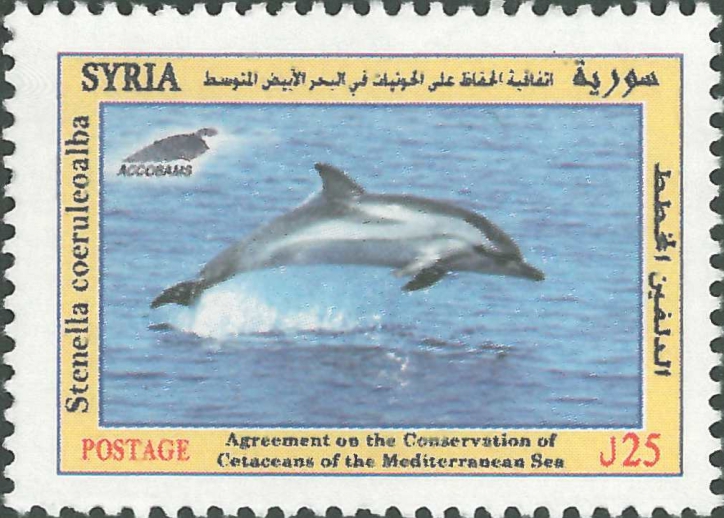 SYRIA
اتفاقية الحفاظ على الحوتيات في البحر الأبيض المتوسط
سورية
ACCOBAMS
Stenella coeruleoalba
الدلفين المخطط
POSTAGE
Agreement on the Conservation of
Cetaceans of the Mediterranean Sea
J25